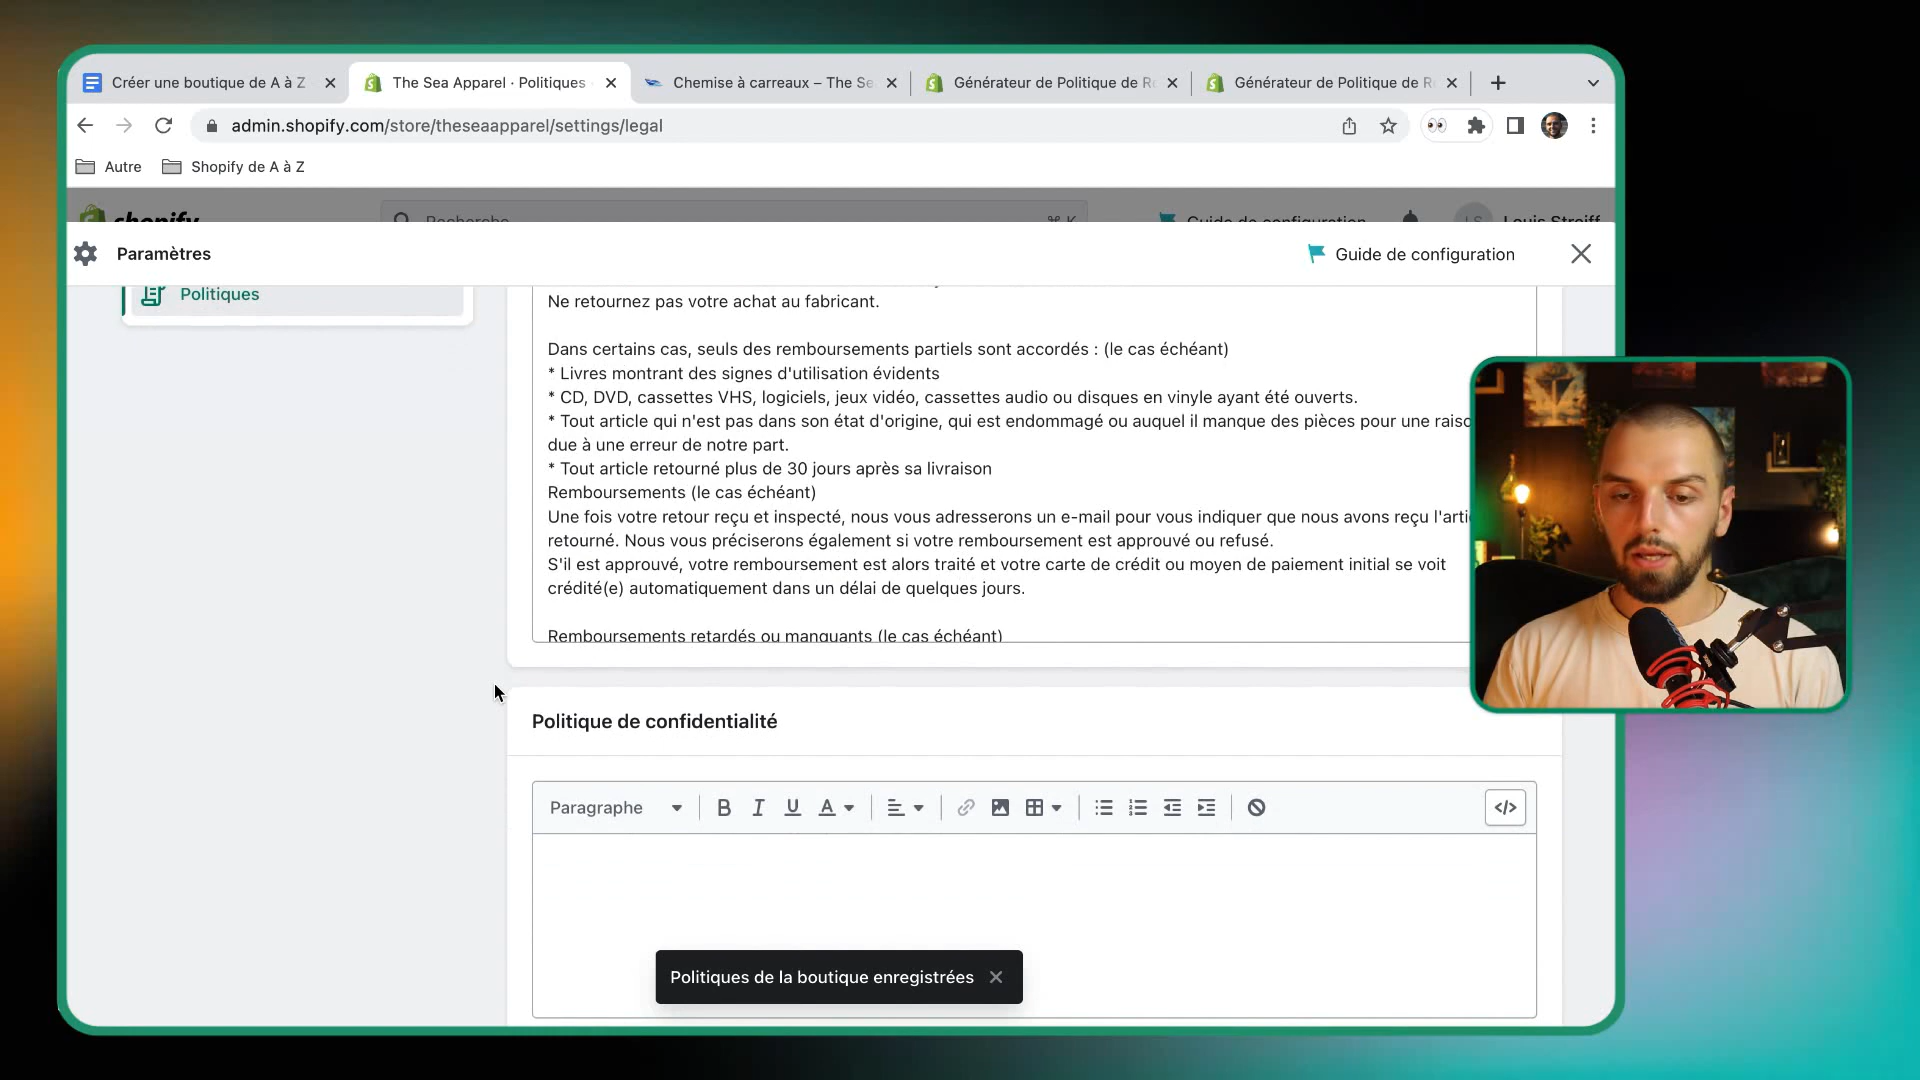 Créer une boutique de A à Z
The Sea Apparel · Politiques
Chemise à carreaux – The Se
Générateur de Politique de R
Générateur de Politique de R
admin.shopify.com/store/theseaapparel/settings/legal
Autre
Shopify de A à Z
shopify
Recherche
⌘ K
Guide de configuration
LS
Louis Streiff
Paramètres
Guide de configuration
Politiques
Ne retournez pas votre achat au fabricant.
Dans certains cas, seuls des remboursements partiels sont accordés : (le cas échéant)
* Livres montrant des signes d'utilisation évidents
* CD, DVD, cassettes VHS, logiciels, jeux vidéo, cassettes audio ou disques en vinyle ayant été ouverts.
* Tout article qui n'est pas dans son état d'origine, qui est endommagé ou auquel il manque des pièces pour une raiso
due à une erreur de notre part.
* Tout article retourné plus de 30 jours après sa livraison
Remboursements (le cas échéant)
Une fois votre retour reçu et inspecté, nous vous adresserons un e-mail pour vous indiquer que nous avons reçu l'arti
retourné. Nous vous préciserons également si votre remboursement est approuvé ou refusé.
S'il est approuvé, votre remboursement est alors traité et votre carte de crédit ou moyen de paiement initial se voit
crédité(e) automatiquement dans un délai de quelques jours.
Remboursements retardés ou manquants (le cas échéant)
Politique de confidentialité
Paragraphe
B I U A
</>
Politiques de la boutique enregistrées